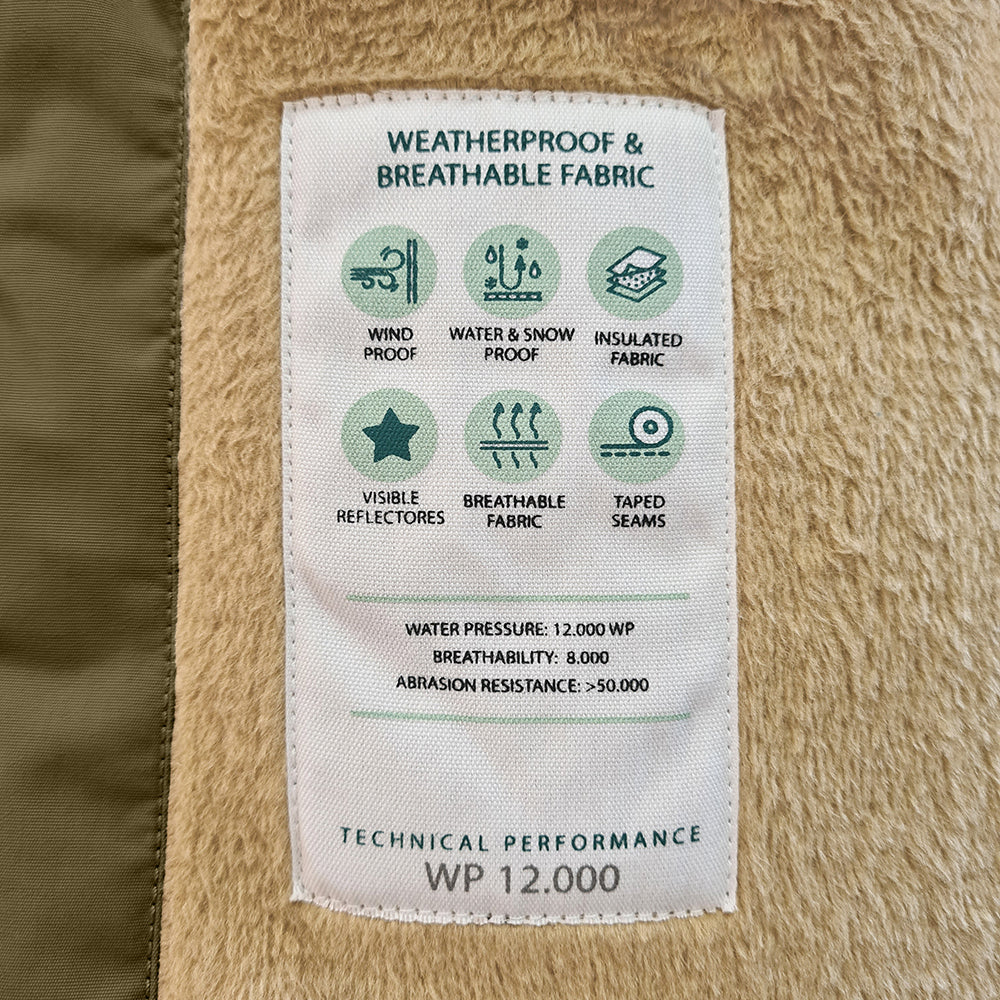 WEATHERPROOF &
BREATHABLE FABRIC
WIND
PROOF
WATER & SNOW
PROOF
INSULATED
FABRIC
VISIBLE
REFLECTORES
BREATHABLE
FABRIC
TAPED
SEAMS
WATER PRESSURE: 12.000 WP
BREATHABILITY: 8.000
ABRASION RESISTANCE: >50.000
TECHNICAL PERFORMANCE
WP 12.000